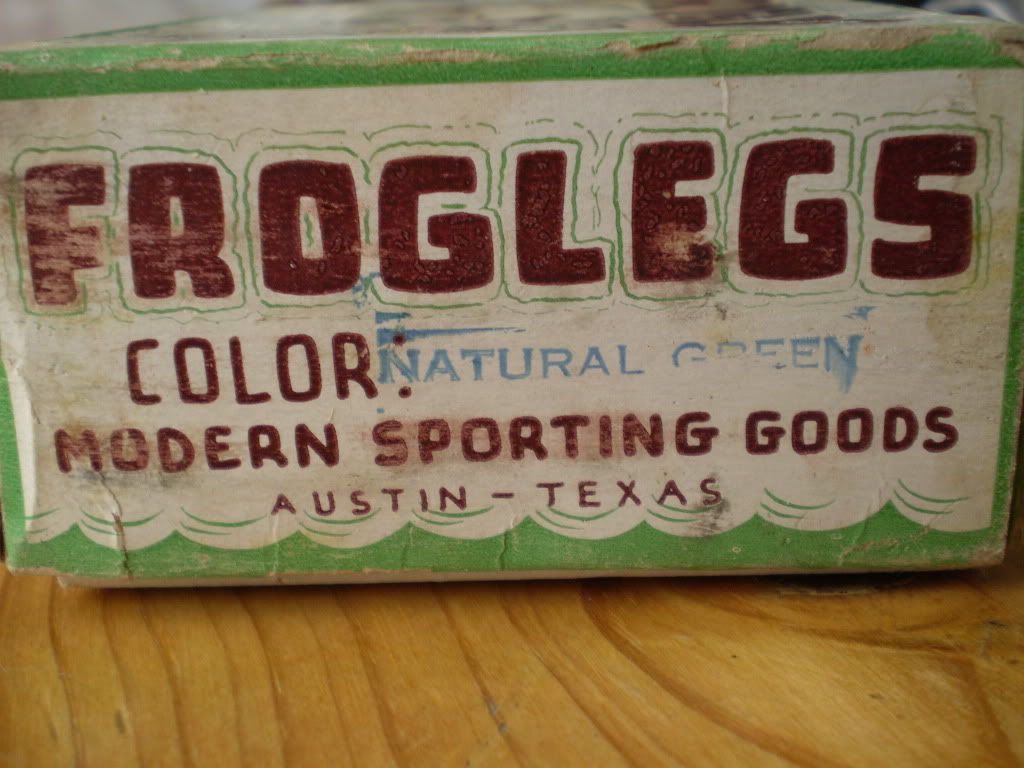 FROGLEGS
COLOR: NATURAL GREEN
MODERN SPORTING GOODS
AUSTIN - TEXAS